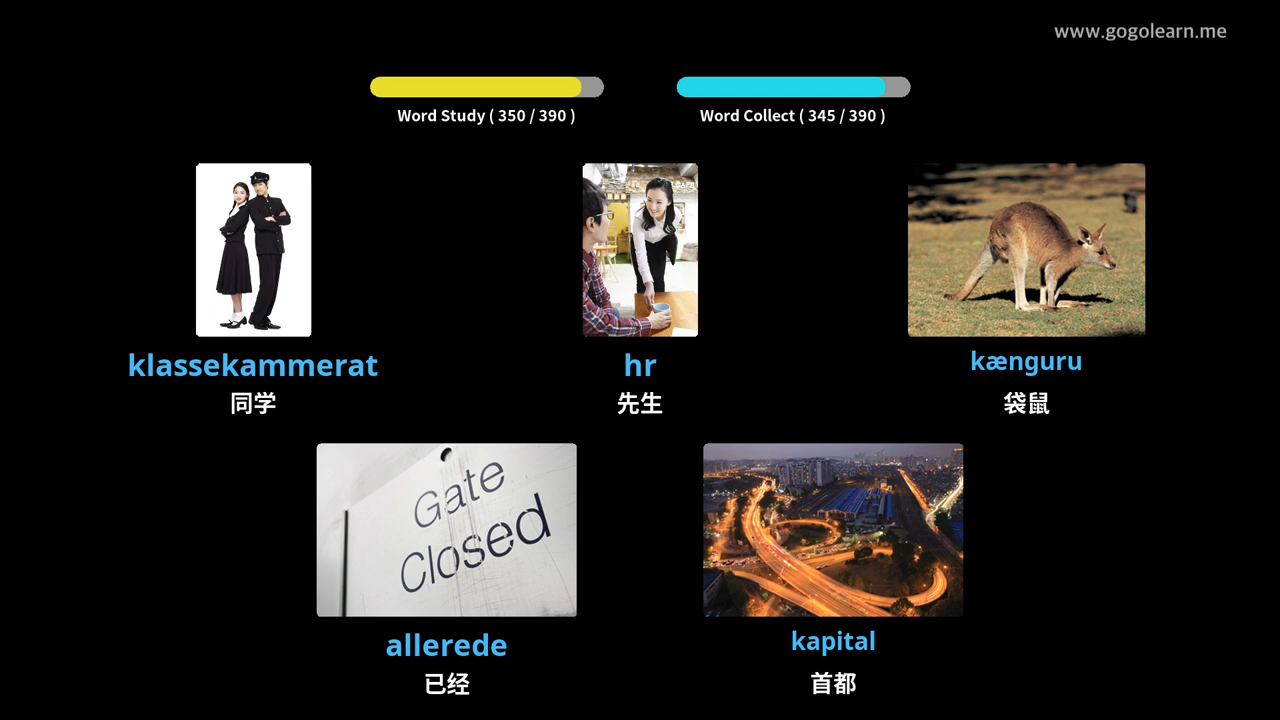 www.gogolearn.me
Word Study ( 350 / 390 )
Word Collect ( 345 / 390 )
klassekammerat
同学
hr
先生
kænguru
袋鼠
Gate
Closed
allerede
已经
kapital
首都